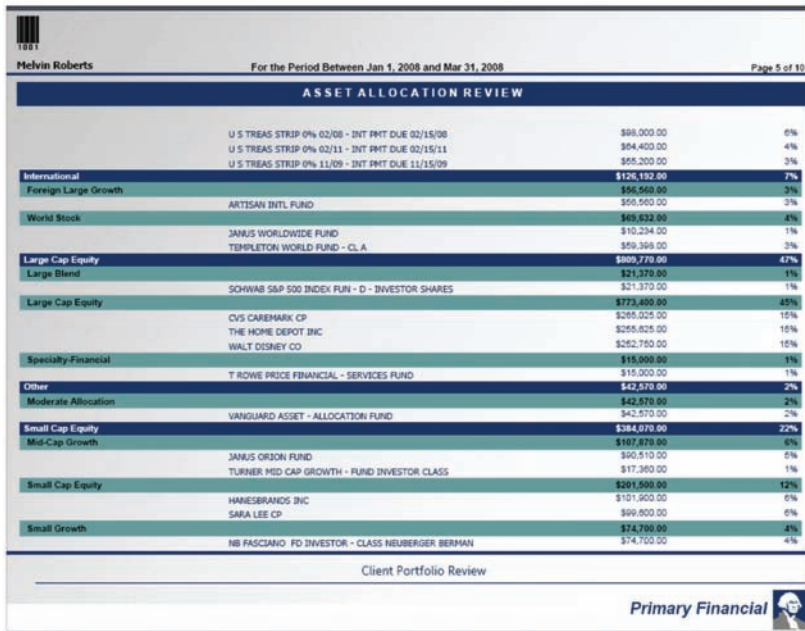 1001
Melvin Roberts For the Period Between Jan 1, 2008 and Mar 31, 2008 Page 5 of 10
ASSET ALLOCATION REVIEW
U S TREAS STRIP 0% 02/08 - INT PMT DUE 02/15/08 $98,000.00 6%
U S TREAS STRIP 0% 02/11 - INT PMT DUE 02/15/11 $64,400.00 4%
U S TREAS STRIP 0% 11/09 - INT PMT DUE 11/15/09 $55,200.00 3%
International $126,192.00 7%
Foreign Large Growth $56,560.00 3%
ARTISAN INTL FUND $56,560.00 3%
World Stock $69,632.00 4%
JANUS WORLDWIDE FUND $10,234.00 1%
TEMPLETON WORLD FUND - CL A $59,398.00 3%
Large Cap Equity $809,770.00 47%
Large Blend $21,370.00 1%
SCHWAB S&P 500 INDEX FUN - D - INVESTOR SHARES $21,370.00 1%
Large Cap Equity $773,400.00 45%
CVS CAREMARK CP $265,025.00 15%
THE HOME DEPOT INC $255,625.00 15%
WALT DISNEY CO $252,750.00 15%
Specialty-Financial $15,000.00 1%
T ROWE PRICE FINANCIAL - SERVICES FUND $15,000.00 1%
Other $42,570.00 2%
Moderate Allocation $42,570.00 2%
VANGUARD ASSET - ALLOCATION FUND $42,570.00 2%
Small Cap Equity $384,070.00 22%
Mid-Cap Growth $107,870.00 6%
JANUS ORION FUND $90,510.00 5%
TURNER MID CAP GROWTH - FUND INVESTOR CLASS $17,360.00 1%
Small Cap Equity $201,500.00 12%
HANESBRANDS INC $101,900.00 6%
SARA LEE CP $99,600.00 6%
Small Growth $74,700.00 4%
NB FASCIANO FD INVESTOR - CLASS NEUBERGER BERMAN $74,700.00 4%
Client Portfolio Review
Primary Financial